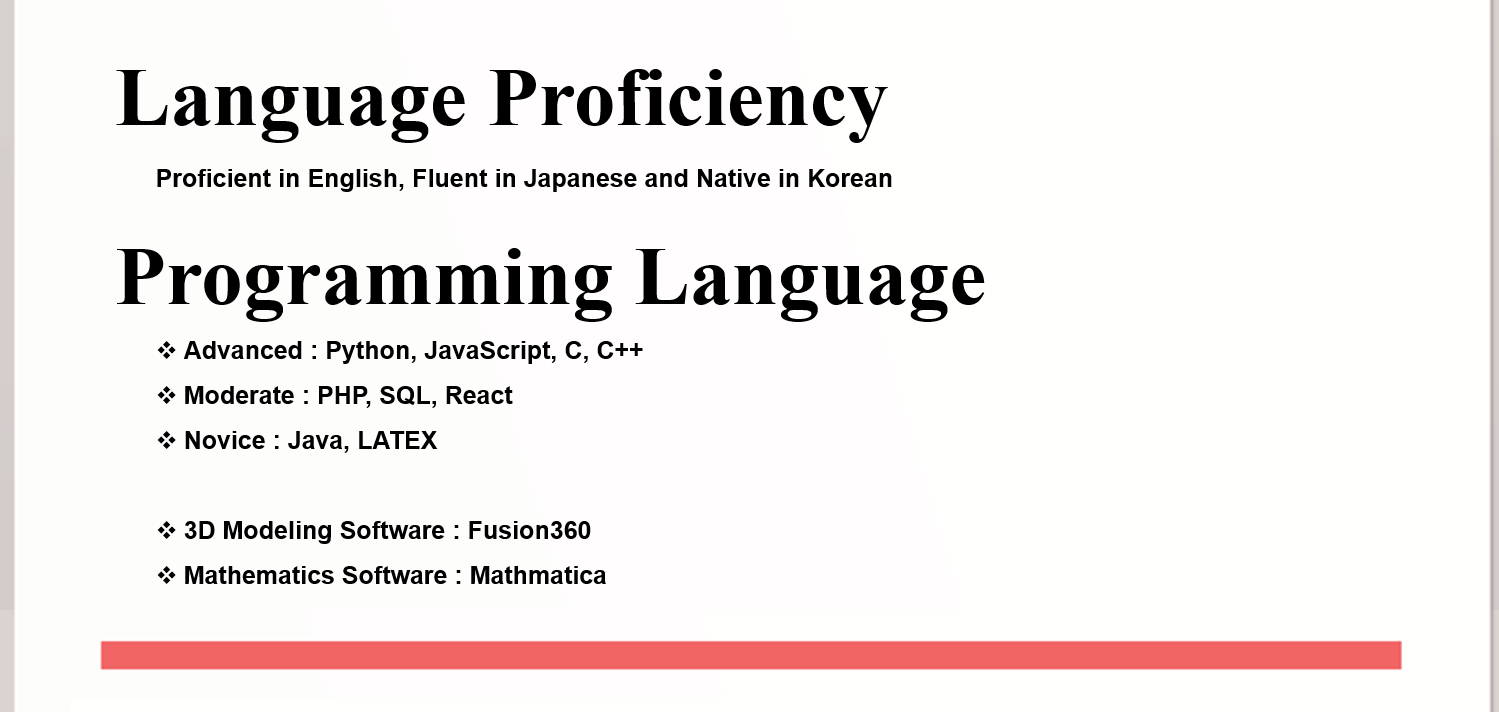 Language Proficiency
Proficient in English, Fluent in Japanese and Native in Korean
Programming Language
❖ Advanced : Python, JavaScript, C, C++
❖ Moderate : PHP, SQL, React
❖ Novice : Java, LATEX
❖ 3D Modeling Software : Fusion360
❖ Mathematics Software : Mathmatica